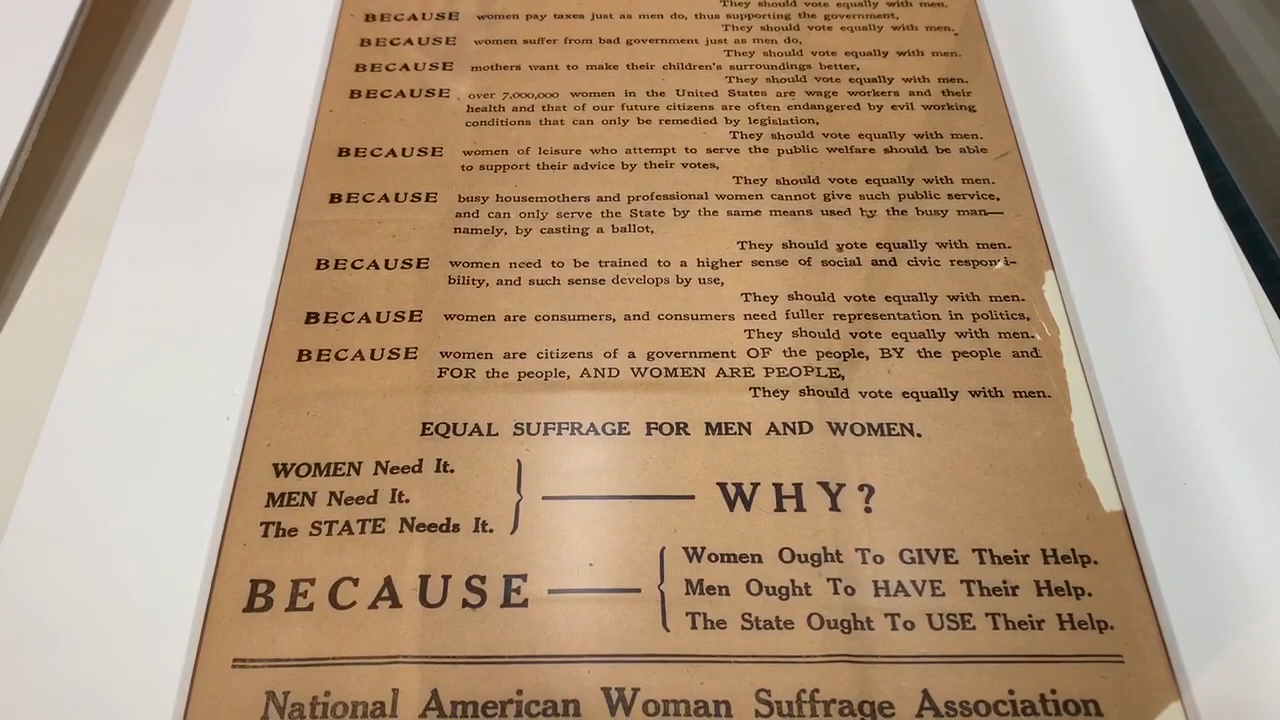 They should vote equally with men.
BECAUSE women pay taxes just as men do, thus supporting the government,
They should vote equally with men.
BECAUSE women suffer from bad government just as men do,
They should vote equally with men.
BECAUSE mothers want to make their children's surroundings better,
They should vote equally with men.
BECAUSE over 7,000,000 women in the United States are wage workers and their
health and that of our future citizens are often endangered by evil working
conditions that can only be remedied by legislation,
They should vote equally with men.
BECAUSE women of leisure who attempt to serve the public welfare should be able
to support their advice by their votes,
They should vote equally with men.
BECAUSE busy housemothers and professional women cannot give such public service,
and can only serve the State by the same means used by the busy man—
namely, by casting a ballot,
They should vote equally with men.
BECAUSE women need to be trained to a higher sense of social and civic responsi-
bility, and such sense develops by use,
They should vote equally with men.
BECAUSE women are consumers, and consumers need fuller representation in politics,
They should vote equally with men.
BECAUSE women are citizens of a government OF the people, BY the people and
FOR the people, AND WOMEN ARE PEOPLE,
They should vote equally with men.
EQUAL SUFFRAGE FOR MEN AND WOMEN.
WOMEN Need It.
MEN Need It.
The STATE Needs It.
WHY?
BECAUSE
Women Ought To GIVE Their Help.
Men Ought To HAVE Their Help.
The State Ought To USE Their Help.
National American Woman Suffrage Association